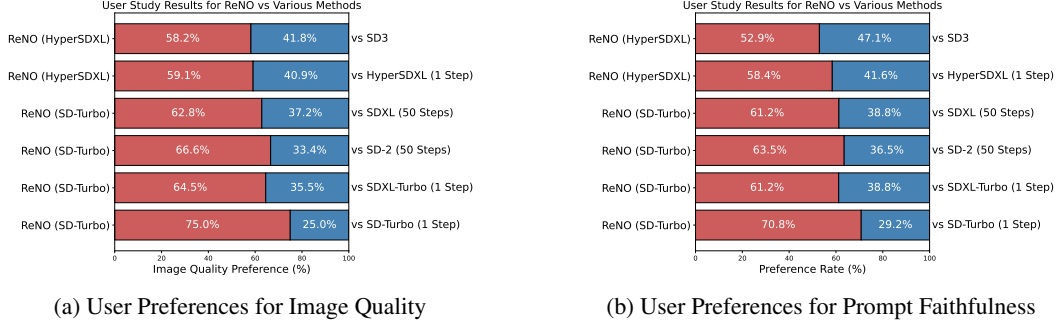 User Study Results for ReNO vs Various Methods
ReNO (HyperSDXL) 58.2% 41.8% vs SD3
ReNO (HyperSDXL) 59.1% 40.9% vs HyperSDXL (1 Step)
ReNO (SD-Turbo) 62.8% 37.2% vs SDXL (50 Steps)
ReNO (SD-Turbo) 66.6% 33.4% vs SD-2 (50 Steps)
ReNO (SD-Turbo) 64.5% 35.5% vs SDXL-Turbo (1 Step)
ReNO (SD-Turbo) 75.0% 25.0% vs SD-Turbo (1 Step)
0 20 40 60 80 100
Image Quality Preference (%)
(a) User Preferences for Image Quality
User Study Results for ReNO vs Various Methods
ReNO (HyperSDXL) 52.9% 47.1% vs SD3
ReNO (HyperSDXL) 58.4% 41.6% vs HyperSDXL (1 Step)
ReNO (SD-Turbo) 61.2% 38.8% vs SDXL (50 Steps)
ReNO (SD-Turbo) 63.5% 36.5% vs SD-2 (50 Steps)
ReNO (SD-Turbo) 61.2% 38.8% vs SDXL-Turbo (1 Step)
ReNO (SD-Turbo) 70.8% 29.2% vs SD-Turbo (1 Step)
0 20 40 60 80 100
Preference Rate (%)
(b) User Preferences for Prompt Faithfulness